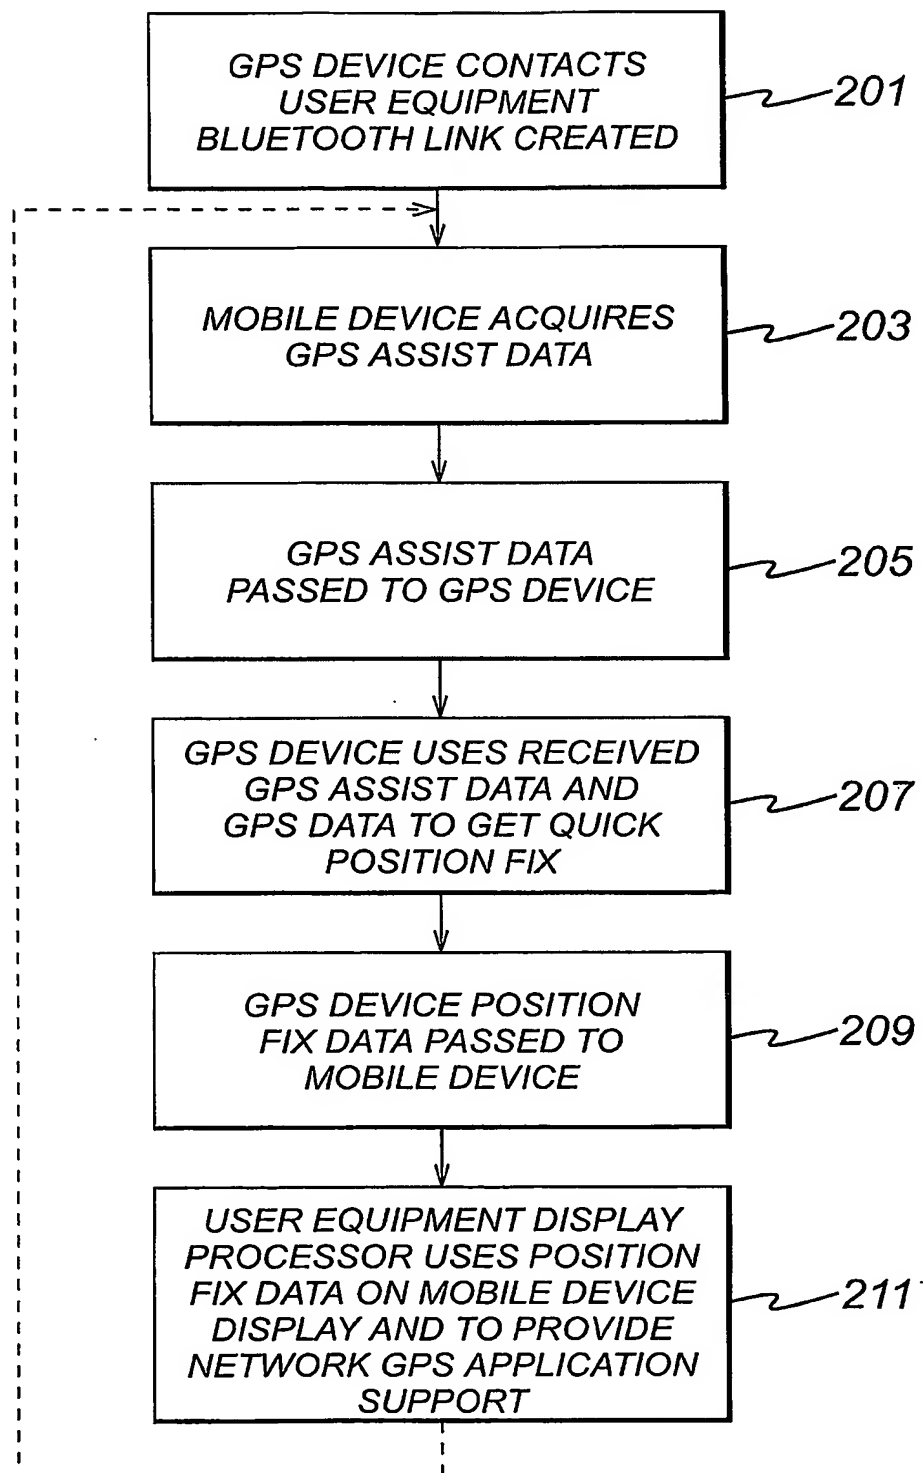 GPS DEVICE CONTACTS
USER EQUIPMENT
BLUETOOTH LINK CREATED
201
MOBILE DEVICE ACQUIRES
GPS ASSIST DATA
203
GPS ASSIST DATA
PASSED TO GPS DEVICE
205
GPS DEVICE USES RECEIVED
GPS ASSIST DATA AND
GPS DATA TO GET QUICK
POSITION FIX
207
GPS DEVICE POSITION
FIX DATA PASSED TO
MOBILE DEVICE
209
USER EQUIPMENT DISPLAY
PROCESSOR USES POSITION
FIX DATA ON MOBILE DEVICE
DISPLAY AND TO PROVIDE
NETWORK GPS APPLICATION
SUPPORT
211